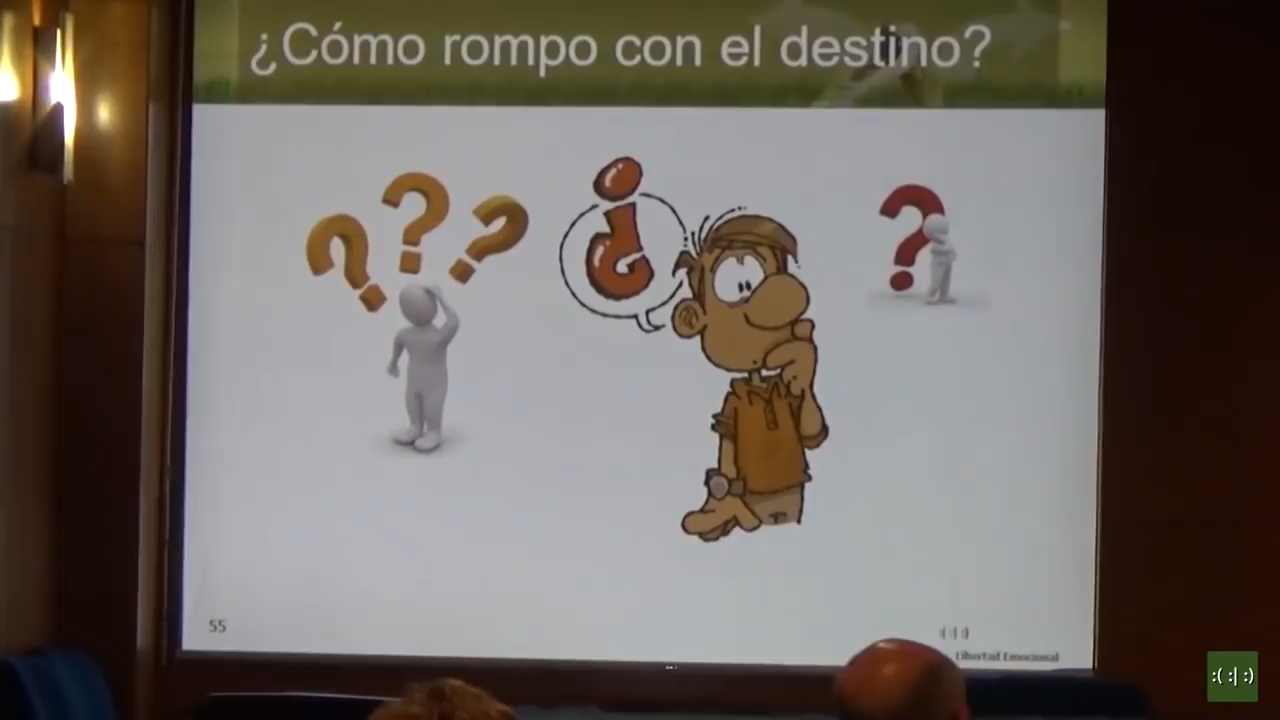 ¿Cómo rompo con el destino?
55
:( :| :)
Libertad Emocional
:( :| :)